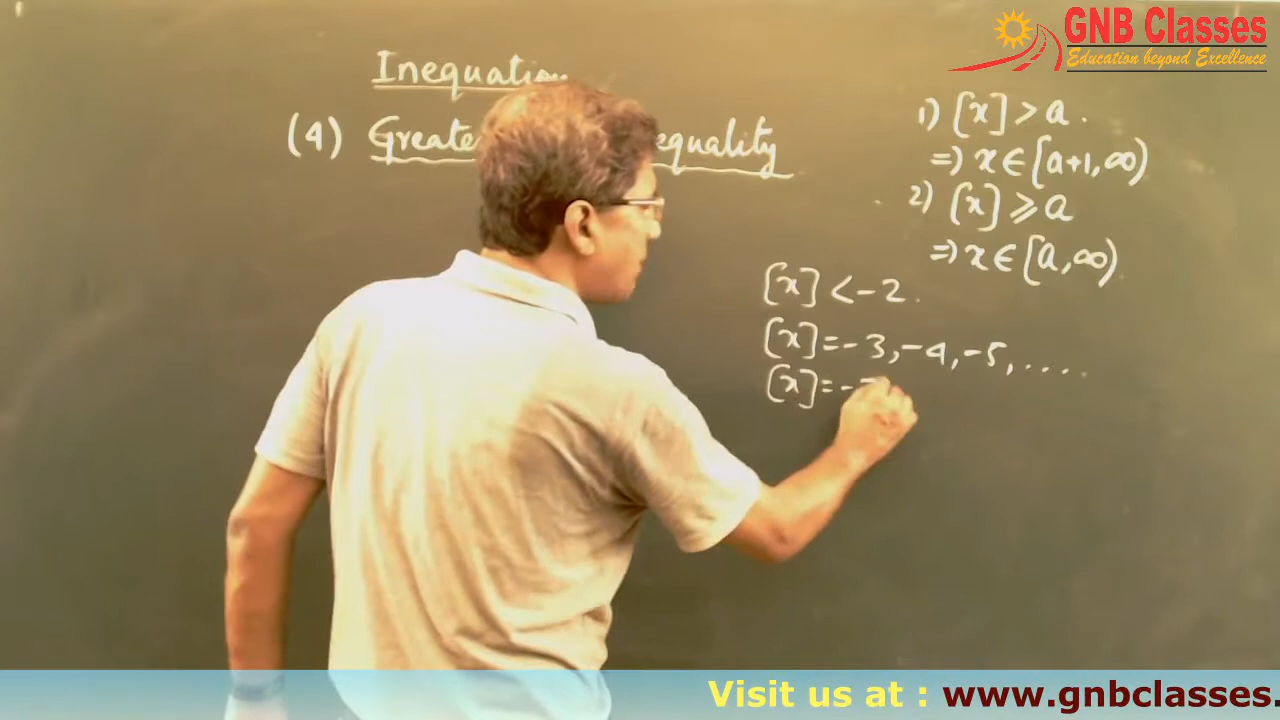 GNB Classes
Education beyond Excellence
Inequation
(4) Greate equality
1) [x] > a.
=) x ∈ [a+1, ∞)
2) [x] ⩾ a
=) x ∈ [a, ∞)
[x] < -2.
[x] = -3, -4, -5, ....
[x] = -
Visit us at : www.gnbclasses.